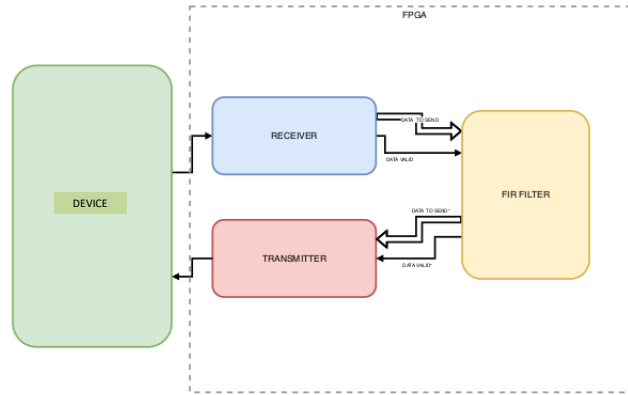 FPGA
DATA TO SEND
RECEIVER
DATA VALID
FIR FILTER
DEVICE
DATA TO SEND*
TRANSMITTER
DATA VALID*